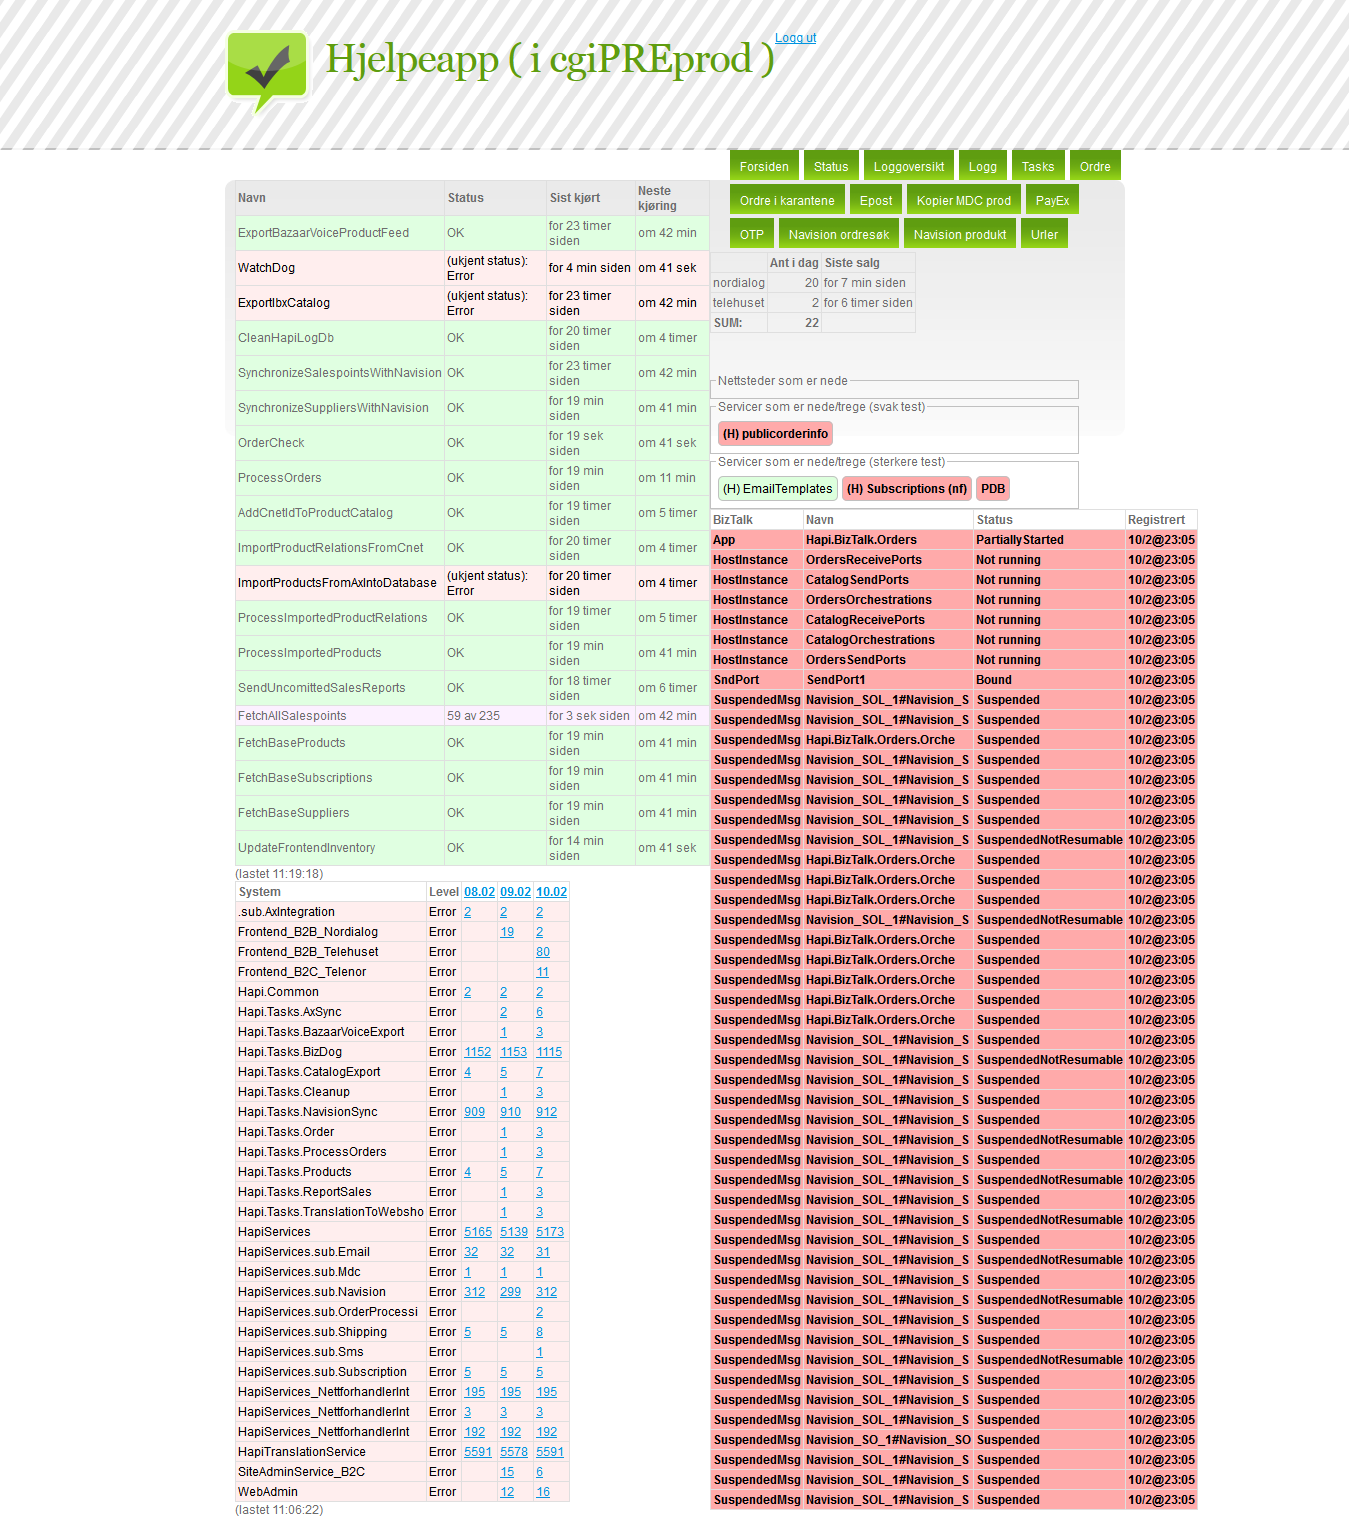 Hjelpeapp ( i cgiPREprod )
Logg ut
Forsiden Status Loggoversikt Logg Tasks Ordre
Ordre i karantene Epost Kopier MDC prod PayEx
OTP Navision ordresøk Navision produkt Urler
Navn Status Sist kjørt Neste kjøring
ExportBazaarVoiceProductFeed OK for 23 timer siden om 42 min
WatchDog (ukjent status): Error for 4 min siden om 41 sek
ExportIbxCatalog (ukjent status): Error for 23 timer siden om 42 min
CleanHapiLogDb OK for 20 timer siden om 4 timer
SynchronizeSalespointsWithNavision OK for 23 timer siden om 42 min
SynchronizeSuppliersWithNavision OK for 19 min siden om 41 min
OrderCheck OK for 19 sek siden om 41 sek
ProcessOrders OK for 19 min siden om 11 min
AddCnetIdToProductCatalog OK for 19 timer siden om 5 timer
ImportProductRelationsFromCnet OK for 20 timer siden om 4 timer
ImportProductsFromAxIntoDatabase (ukjent status): Error for 20 timer siden om 4 timer
ProcessImportedProductRelations OK for 19 timer siden om 5 timer
ProcessImportedProducts OK for 19 min siden om 41 min
SendUncomittedSalesReports OK for 18 timer siden om 6 timer
FetchAllSalespoints 59 av 235 for 3 sek siden om 42 min
FetchBaseProducts OK for 19 min siden om 41 min
FetchBaseSubscriptions OK for 19 min siden om 41 min
FetchBaseSuppliers OK for 19 min siden om 41 min
UpdateFrontendInventory OK for 14 min siden om 41 sek
(lastet 11:19:18)
System Level 08.02 09.02 10.02
.sub.AxIntegration Error 2 2 2
Frontend_B2B_Nordialog Error 19 2
Frontend_B2B_Telehuset Error 80
Frontend_B2C_Telenor Error 11
Hapi.Common Error 2 2 2
Hapi.Tasks.AxSync Error 2 6
Hapi.Tasks.BazaarVoiceExport Error 1 3
Hapi.Tasks.BizDog Error 1152 1153 1115
Hapi.Tasks.CatalogExport Error 4 5 7
Hapi.Tasks.Cleanup Error 1 3
Hapi.Tasks.NavisionSync Error 909 910 912
Hapi.Tasks.Order Error 1 3
Hapi.Tasks.ProcessOrders Error 1 3
Hapi.Tasks.Products Error 4 5 7
Hapi.Tasks.ReportSales Error 1 3
Hapi.Tasks.TranslationToWebsho Error 1 3
HapiServices Error 5165 5139 5173
HapiServices.sub.Email Error 32 32 31
HapiServices.sub.Mdc Error 1 1 1
HapiServices.sub.Navision Error 312 299 312
HapiServices.sub.OrderProcessi Error 2
HapiServices.sub.Shipping Error 5 5 8
HapiServices.sub.Sms Error 1
HapiServices.sub.Subscription Error 5 5 5
HapiServices_NettforhandlerInt Error 195 195 195
HapiServices_NettforhandlerInt Error 3 3 3
HapiServices_NettforhandlerInt Error 192 192 192
HapiTranslationService Error 5591 5578 5591
SiteAdminService_B2C Error 15 6
WebAdmin Error 12 16
(lastet 11:06:22)
Ant i dag Siste salg
nordialog 20 for 7 min siden
telehuset 2 for 6 timer siden
SUM: 22
Nettsteder som er nede
Servicer som er nede/trege (svak test)
(H) publicorderinfo
Servicer som er nede/trege (sterkere test)
(H) EmailTemplates (H) Subscriptions (nf) PDB
BizTalk Navn Status Registrert
App Hapi.BizTalk.Orders PartiallyStarted 10/2@23:05
HostInstance OrdersReceivePorts Not running 10/2@23:05
HostInstance CatalogSendPorts Not running 10/2@23:05
HostInstance OrdersOrchestrations Not running 10/2@23:05
HostInstance CatalogReceivePorts Not running 10/2@23:05
HostInstance CatalogOrchestrations Not running 10/2@23:05
HostInstance OrdersSendPorts Not running 10/2@23:05
SndPort SendPort1 Bound 10/2@23:05
SuspendedMsg Navision_SOL_1#Navision_S Suspended 10/2@23:05
SuspendedMsg Navision_SOL_1#Navision_S Suspended 10/2@23:05
SuspendedMsg Hapi.BizTalk.Orders.Orche Suspended 10/2@23:05
SuspendedMsg Navision_SOL_1#Navision_S Suspended 10/2@23:05
SuspendedMsg Navision_SOL_1#Navision_S Suspended 10/2@23:05
SuspendedMsg Navision_SOL_1#Navision_S Suspended 10/2@23:05
SuspendedMsg Navision_SOL_1#Navision_S Suspended 10/2@23:05
SuspendedMsg Navision_SOL_1#Navision_S SuspendedNotResumable 10/2@23:05
SuspendedMsg Hapi.BizTalk.Orders.Orche Suspended 10/2@23:05
SuspendedMsg Hapi.BizTalk.Orders.Orche Suspended 10/2@23:05
SuspendedMsg Hapi.BizTalk.Orders.Orche Suspended 10/2@23:05
SuspendedMsg Navision_SOL_1#Navision_S SuspendedNotResumable 10/2@23:05
SuspendedMsg Hapi.BizTalk.Orders.Orche Suspended 10/2@23:05
SuspendedMsg Hapi.BizTalk.Orders.Orche Suspended 10/2@23:05
SuspendedMsg Hapi.BizTalk.Orders.Orche Suspended 10/2@23:05
SuspendedMsg Hapi.BizTalk.Orders.Orche Suspended 10/2@23:05
SuspendedMsg Hapi.BizTalk.Orders.Orche Suspended 10/2@23:05
SuspendedMsg Navision_SOL_1#Navision_S Suspended 10/2@23:05
SuspendedMsg Navision_SOL_1#Navision_S SuspendedNotResumable 10/2@23:05
SuspendedMsg Navision_SOL_1#Navision_S Suspended 10/2@23:05
SuspendedMsg Navision_SOL_1#Navision_S Suspended 10/2@23:05
SuspendedMsg Navision_SOL_1#Navision_S Suspended 10/2@23:05
SuspendedMsg Navision_SOL_1#Navision_S SuspendedNotResumable 10/2@23:05
SuspendedMsg Navision_SOL_1#Navision_S Suspended 10/2@23:05
SuspendedMsg Navision_SOL_1#Navision_S SuspendedNotResumable 10/2@23:05
SuspendedMsg Navision_SOL_1#Navision_S Suspended 10/2@23:05
SuspendedMsg Navision_SOL_1#Navision_S SuspendedNotResumable 10/2@23:05
SuspendedMsg Navision_SOL_1#Navision_S Suspended 10/2@23:05
SuspendedMsg Navision_SOL_1#Navision_S SuspendedNotResumable 10/2@23:05
SuspendedMsg Navision_SOL_1#Navision_S Suspended 10/2@23:05
SuspendedMsg Navision_SOL_1#Navision_S SuspendedNotResumable 10/2@23:05
SuspendedMsg Navision_SOL_1#Navision_S Suspended 10/2@23:05
SuspendedMsg Navision_SOL_1#Navision_S Suspended 10/2@23:05
SuspendedMsg Navision_SOL_1#Navision_S SuspendedNotResumable 10/2@23:05
SuspendedMsg Navision_SOL_1#Navision_S Suspended 10/2@23:05
SuspendedMsg Navision_SOL_1#Navision_S Suspended 10/2@23:05
SuspendedMsg Navision_SOL_1#Navision_S Suspended 10/2@23:05
SuspendedMsg Navision_SO_1#Navision_SO Suspended 10/2@23:05
SuspendedMsg Navision_SOL_1#Navision_S Suspended 10/2@23:05
SuspendedMsg Navision_SOL_1#Navision_S Suspended 10/2@23:05
SuspendedMsg Navision_SOL_1#Navision_S Suspended 10/2@23:05